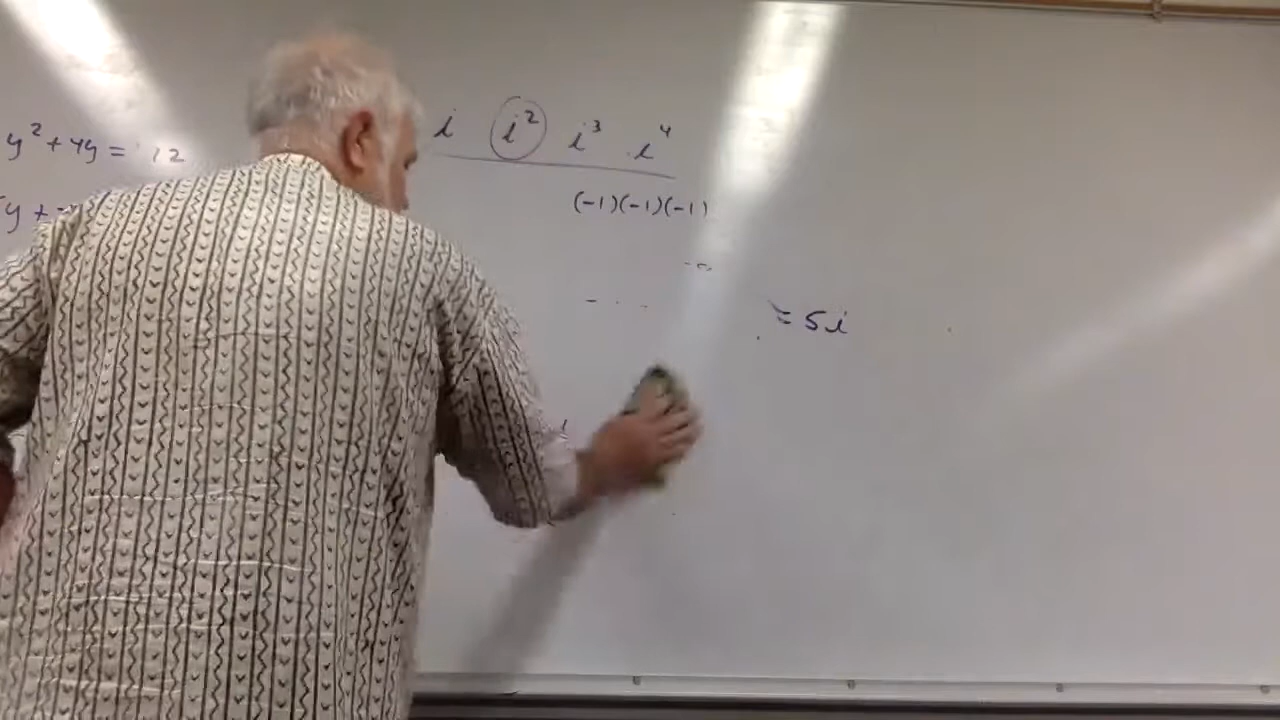 y² + 4y = 12
y +
i i² i³ i⁴
(-1)(-1)(-1)
= 5i